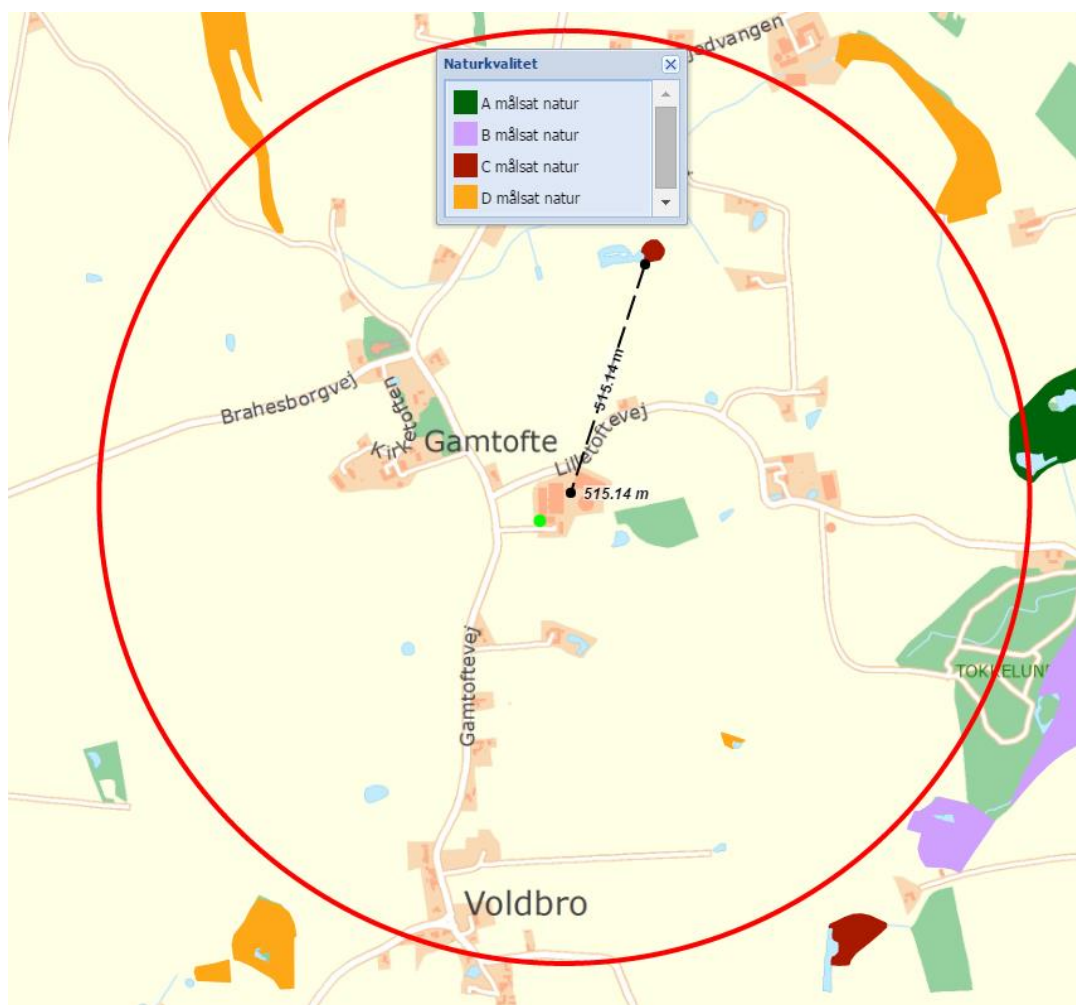 Naturkvalitet
A målsat natur
B målsat natur
C målsat natur
D målsat natur
Brahesborgvej
Gamtofte
Lilletoftevej
515.14 m
515.14 m
Gamtoftevej
Voldbro